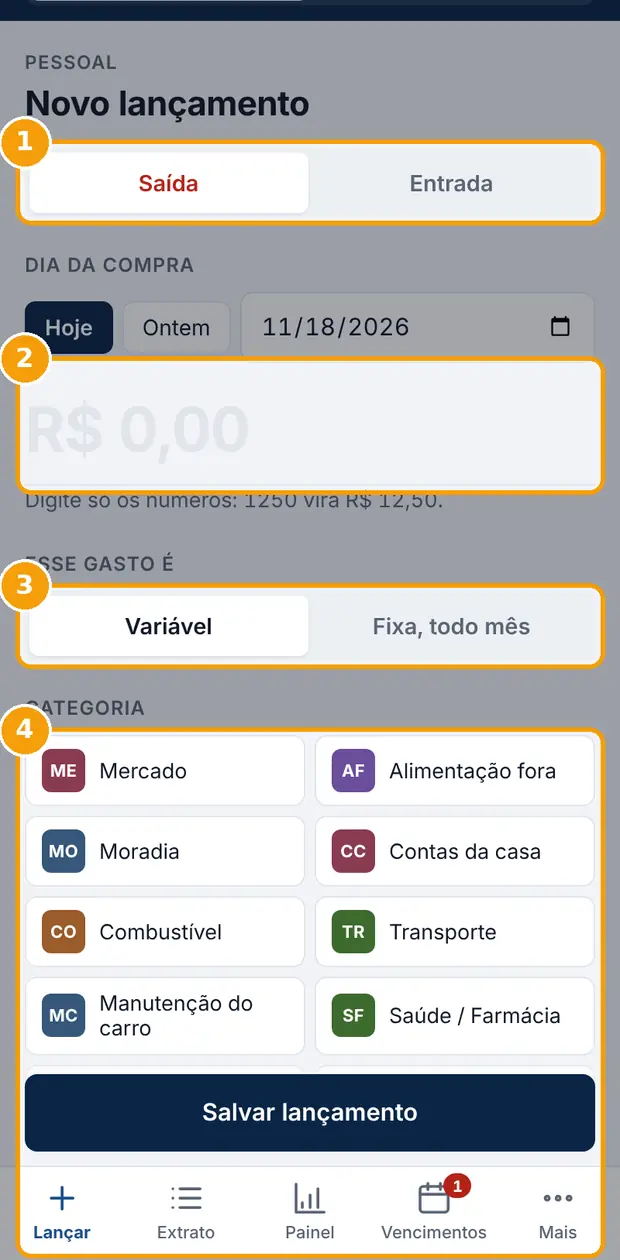 PESSOAL
Novo lançamento
1
Saída Entrada
DIA DA COMPRA
Hoje Ontem 11/18/2026
2
R$ 0,00
Digite só os números: 1250 vira R$ 12,50.
ESSE GASTO É
3
Variável Fixa, todo mês
CATEGORIA
4
ME Mercado AF Alimentação fora
MO Moradia CC Contas da casa
CO Combustível TR Transporte
MC Manutenção do
carro
SF Saúde / Farmácia
Salvar lançamento
1
Lançar Extrato Painel Vencimentos Mais